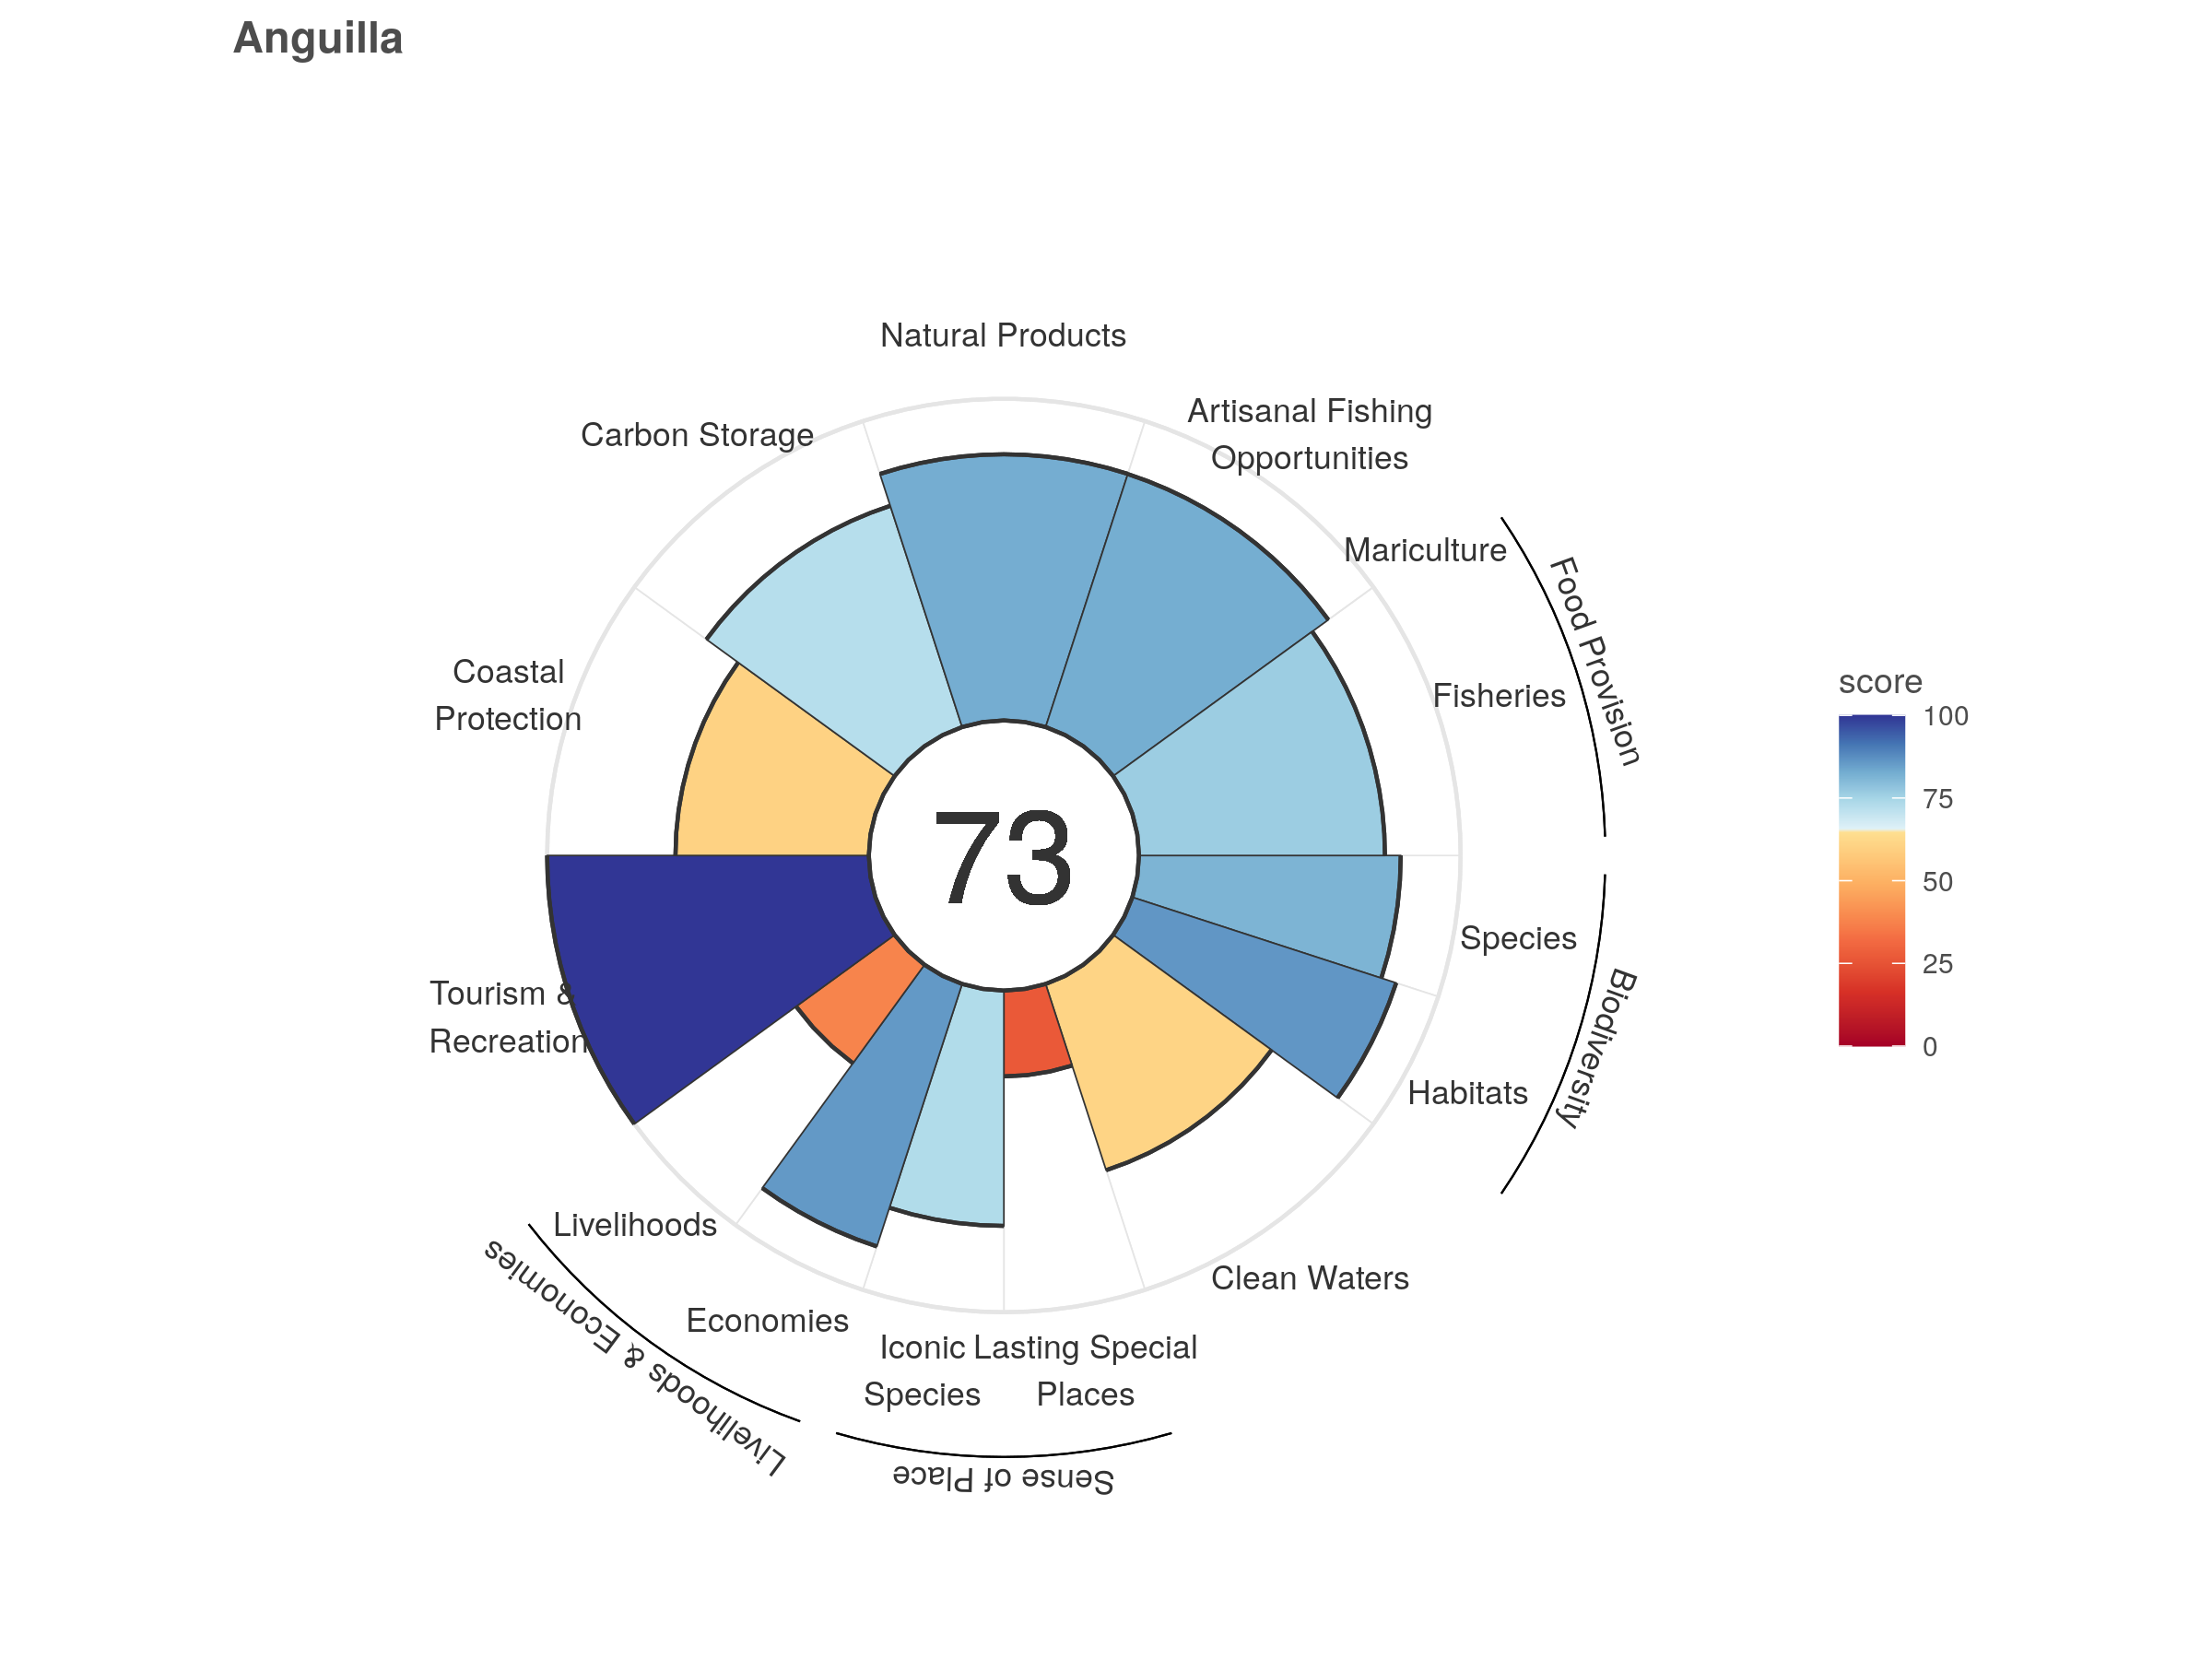 Anguilla
Natural Products
Artisanal Fishing
Opportunities
Carbon Storage
Mariculture
Food Provision
Fisheries
Coastal
Protection
score
100
75
50
25
0
73
Species
Biodiversity
Habitats
Tourism &
Recreation
Livelihoods
Livelihoods & Economies
Economies
Clean Waters
Iconic
Species
Lasting Special
Places
Sense of Place